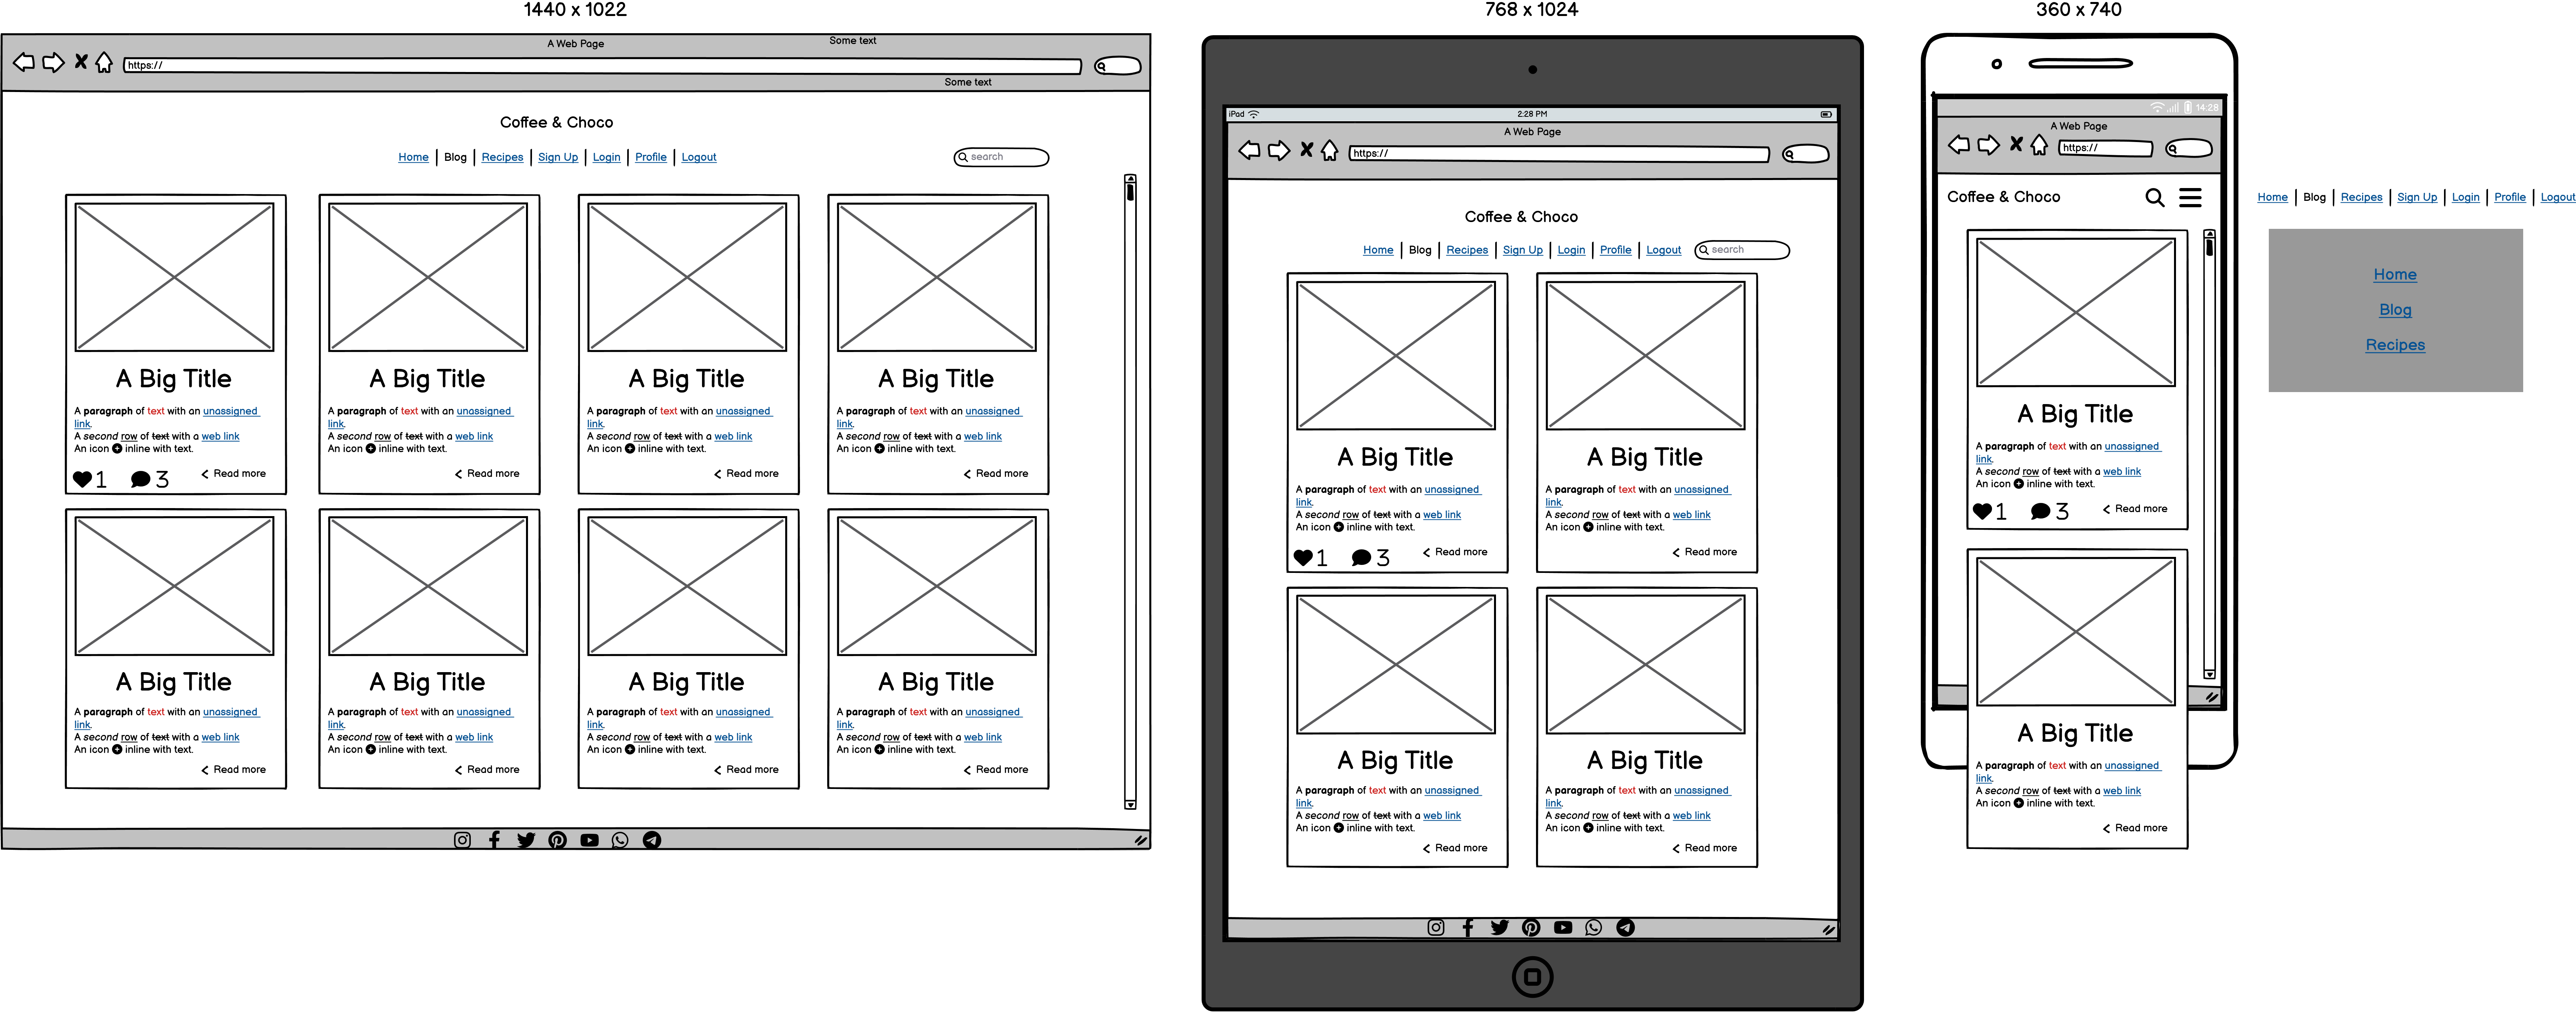 1440 x 1022
A Web Page
Some text
https://
Some text
Coffee & Choco
Home Blog Recipes Sign Up Login Profile Logout
search
A Big Title A Big Title A Big Title A Big Title
A paragraph of text with an unassigned A paragraph of text with an unassigned A paragraph of text with an unassigned A paragraph of text with an unassigned
link. link. link. link.
A second row of text with a web link A second row of text with a web link A second row of text with a web link A second row of text with a web link
An icon inline with text. An icon inline with text. An icon inline with text. An icon inline with text.
1 3 Read more Read more Read more Read more
A Big Title A Big Title A Big Title A Big Title
A paragraph of text with an unassigned A paragraph of text with an unassigned A paragraph of text with an unassigned A paragraph of text with an unassigned
link. link. link. link.
A second row of text with a web link A second row of text with a web link A second row of text with a web link A second row of text with a web link
An icon inline with text. An icon inline with text. An icon inline with text. An icon inline with text.
Read more Read more Read more Read more
768 x 1024
iPad 2:28 PM
A Web Page
https://
Coffee & Choco
Home Blog Recipes Sign Up Login Profile Logout search
A Big Title A Big Title
A paragraph of text with an unassigned A paragraph of text with an unassigned
link. link.
A second row of text with a web link A second row of text with a web link
An icon inline with text. An icon inline with text.
1 3 Read more Read more
A Big Title A Big Title
A paragraph of text with an unassigned A paragraph of text with an unassigned
link. link.
A second row of text with a web link A second row of text with a web link
An icon inline with text. An icon inline with text.
Read more Read more
360 x 740
14:28
A Web Page
https://
Coffee & Choco
A Big Title
A paragraph of text with an unassigned
link.
A second row of text with a web link
An icon inline with text.
1 3 Read more
A Big Title
A paragraph of text with an unassigned
link.
A second row of text with a web link
An icon inline with text.
Read more
Home Blog Recipes Sign Up Login Profile Logout
Home
Blog
Recipes